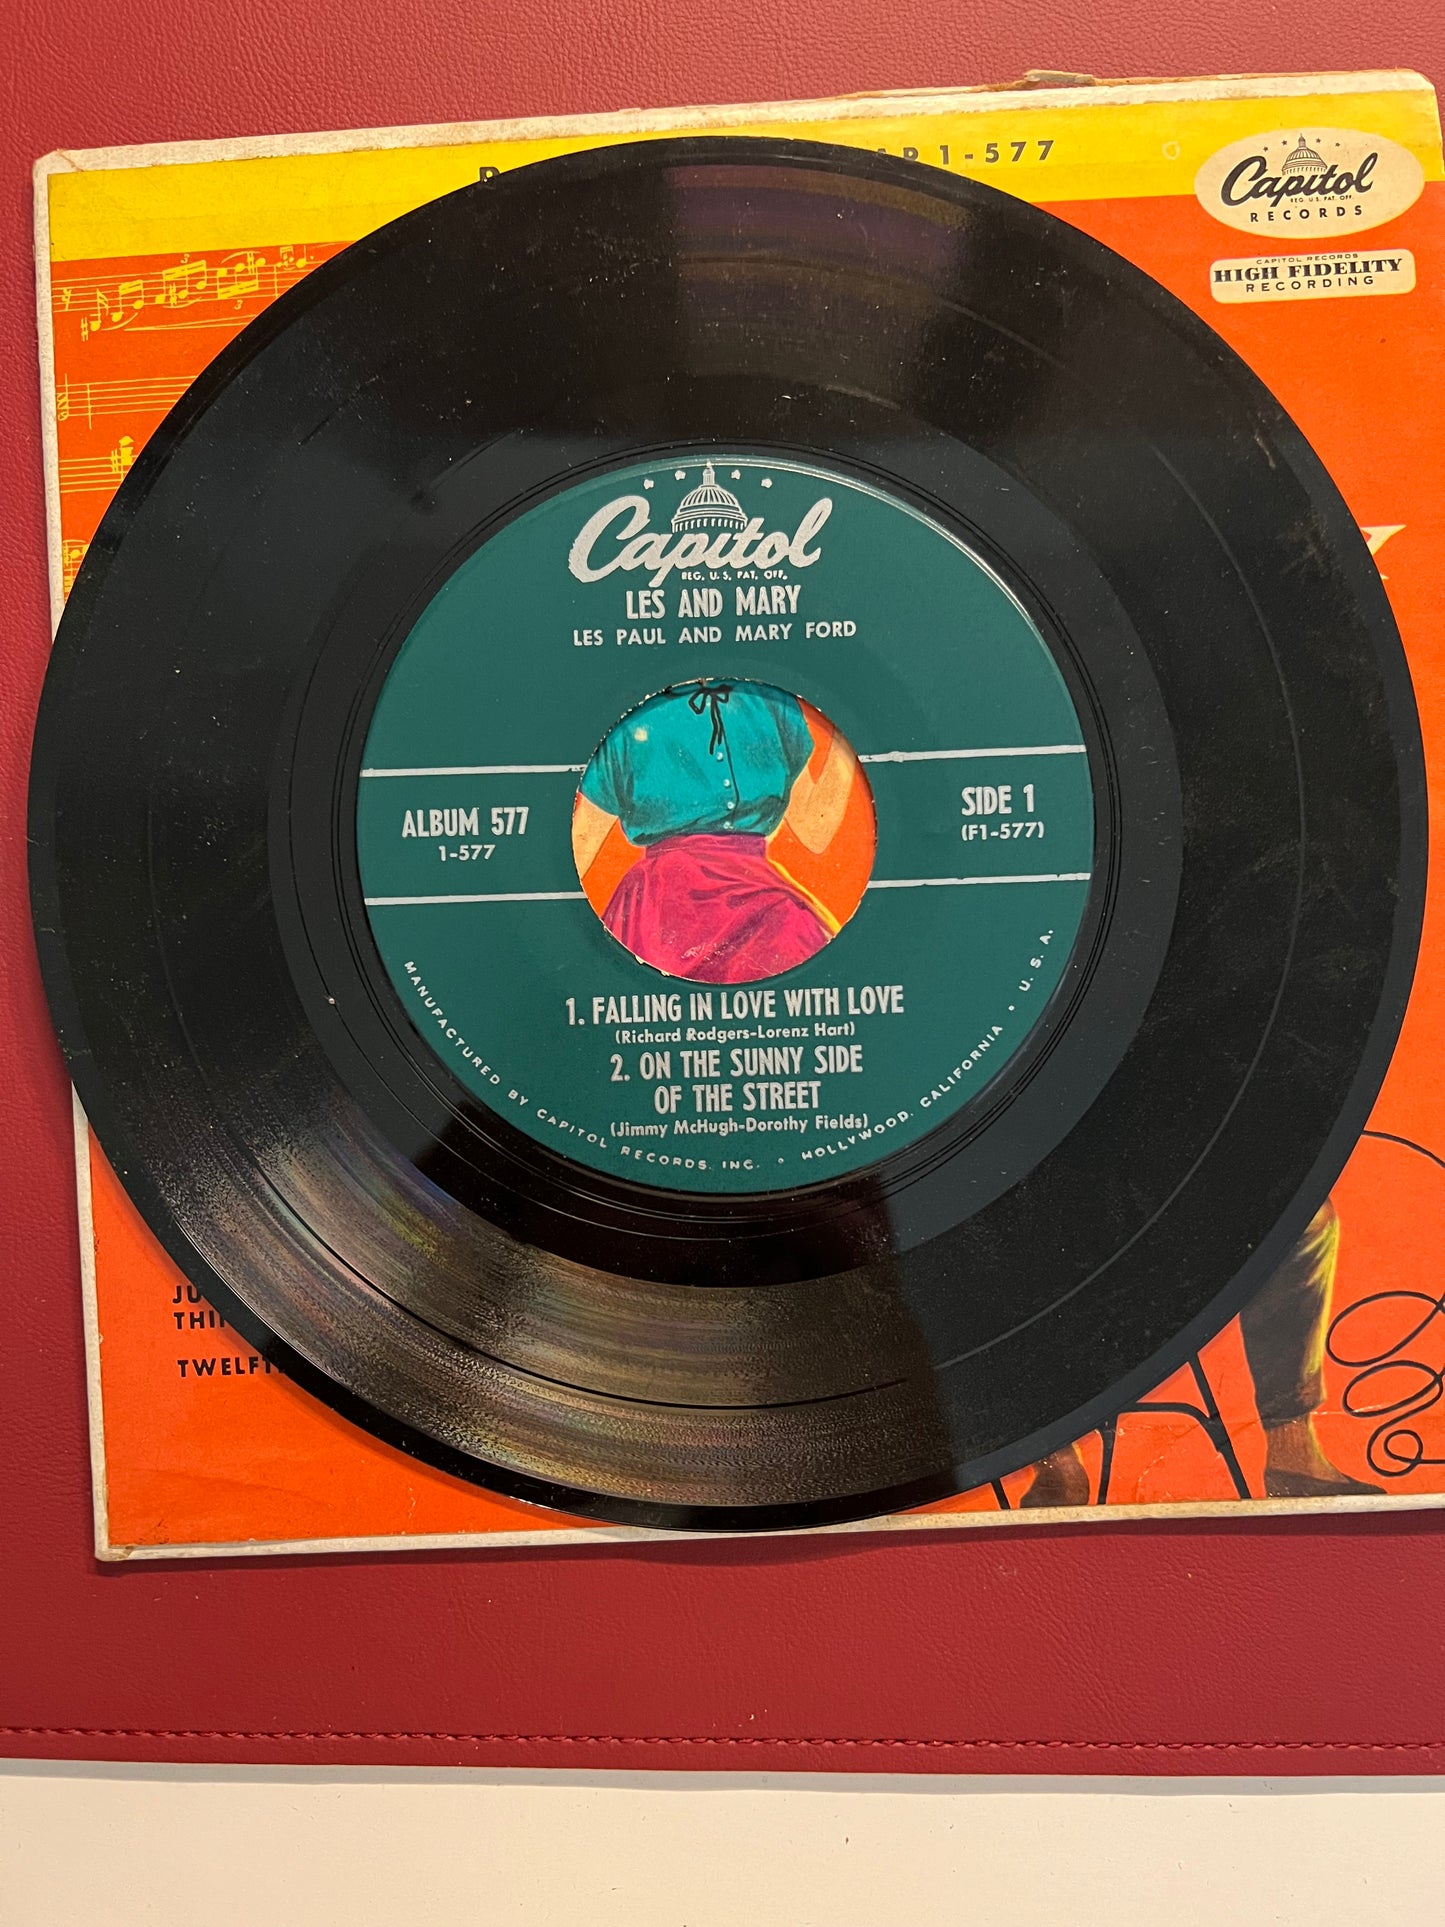 1-577
Capitol
REG. U.S. PAT. OFF.
RECORDS
CAPITOL RECORDS
HIGH FIDELITY
RECORDING
Capitol
REG. U.S. PAT. OFF.
LES AND MARY
LES PAUL AND MARY FORD
ALBUM 577
1-577
SIDE 1
(F1-577)
1. FALLING IN LOVE WITH LOVE
(Richard Rodgers-Lorenz Hart)
2. ON THE SUNNY SIDE
OF THE STREET
(Jimmy McHugh-Dorothy Fields)
MANUFACTURED BY CAPITOL RECORDS, INC. • HOLLYWOOD, CALIFORNIA • U. S. A.